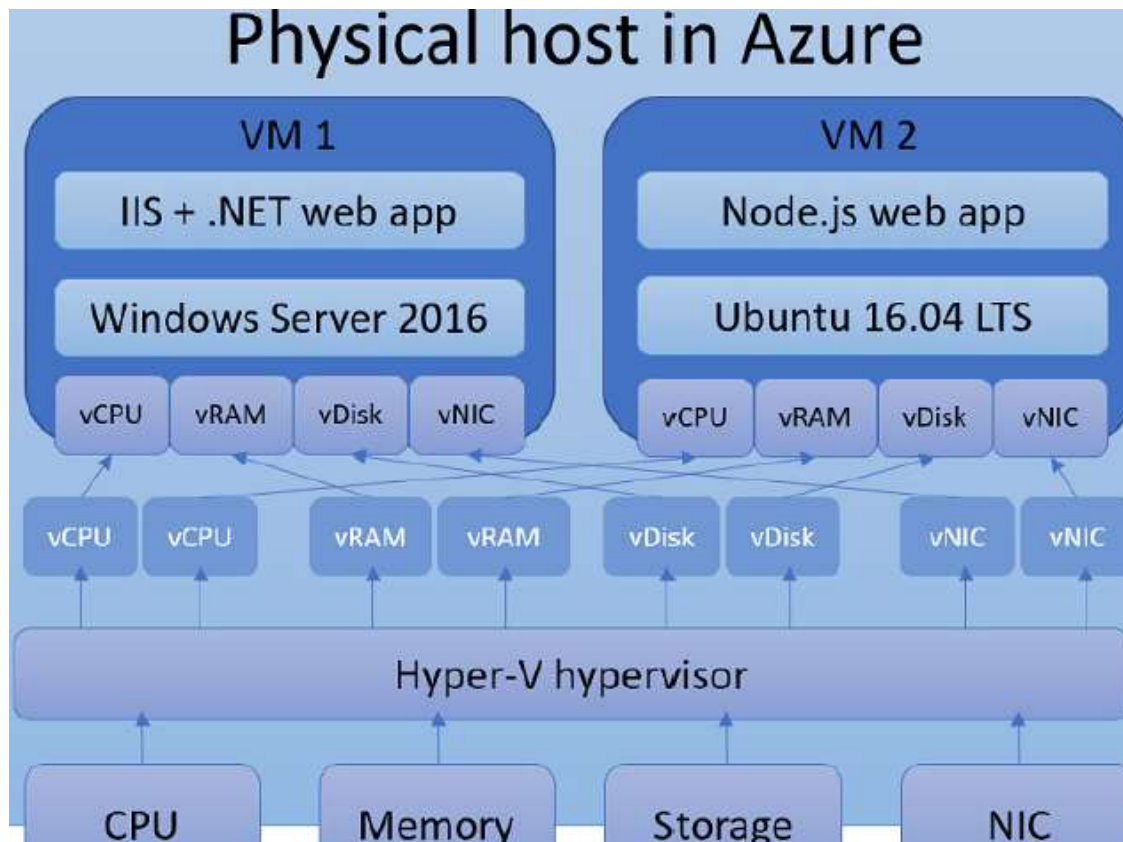 Physical host in Azure
VM 1
VM 2
IIS + .NET web app
Node.js web app
Windows Server 2016
Ubuntu 16.04 LTS
vCPU vRAM vDisk vNIC
vCPU vRAM vDisk vNIC
vCPU vCPU vRAM vRAM vDisk vDisk vNIC vNIC
Hyper-V hypervisor
CPU Memory Storage NIC